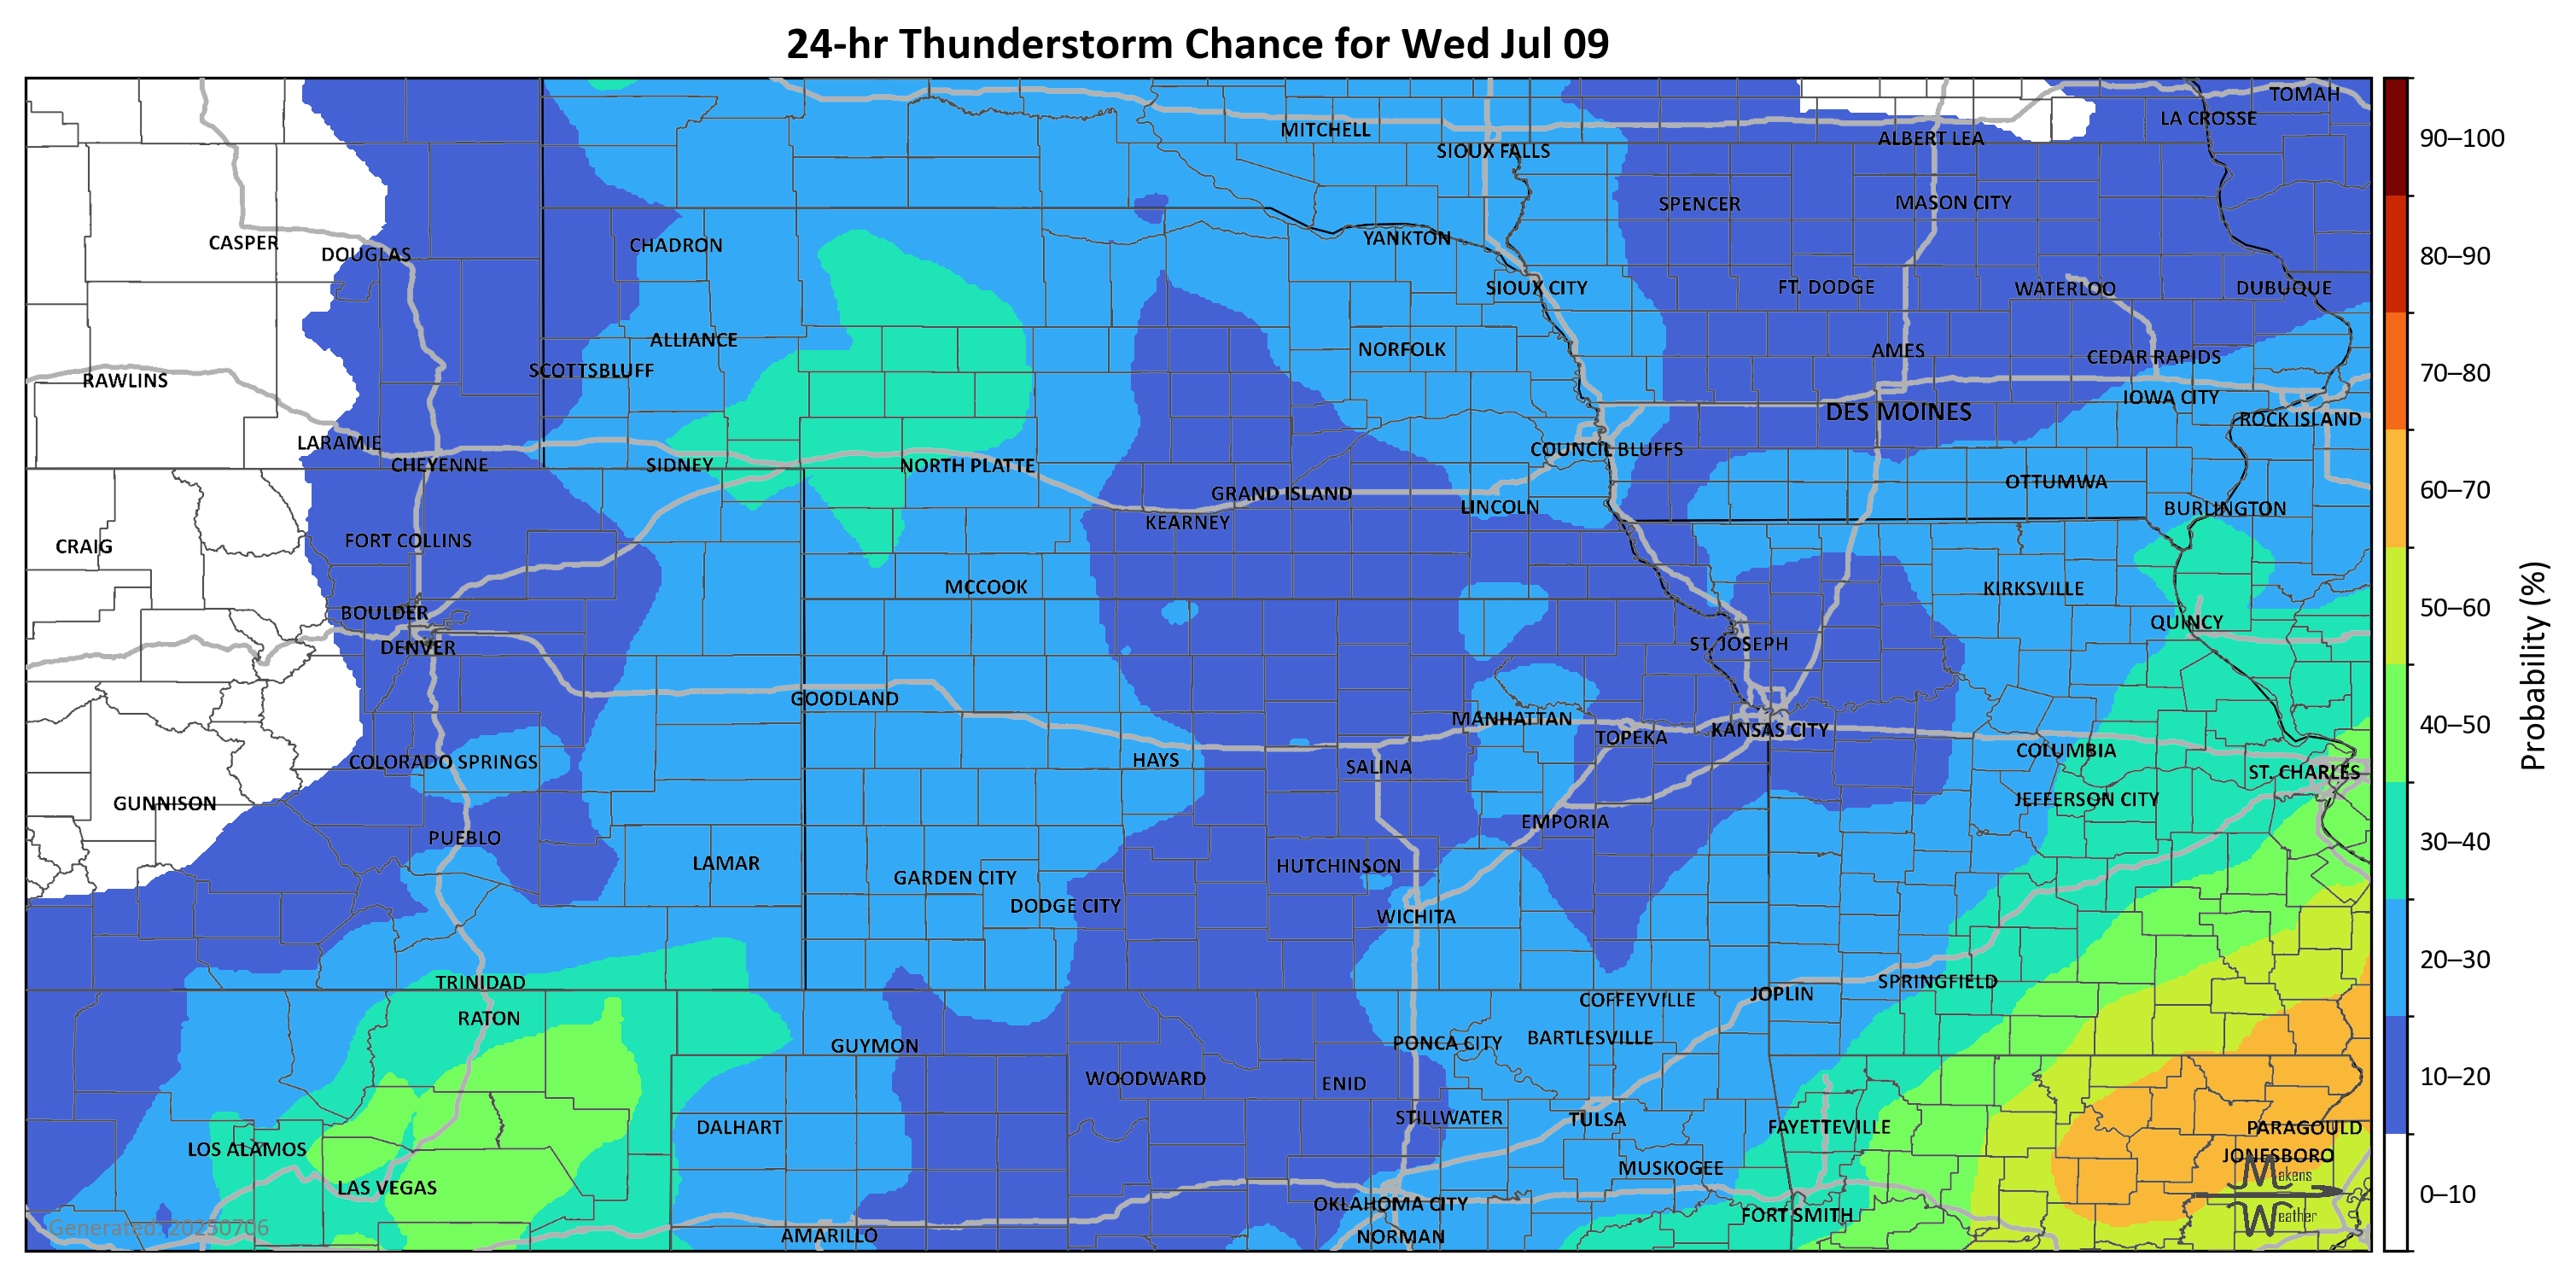 24-hr Thunderstorm Chance for Wed Jul 09
TOMAH
LA CROSSE
MITCHELL
ALBERT LEA
SIOUX FALLS
90–100
SPENCER
MASON CITY
YANKTON
CASPER
CHADRON
DOUGLAS
80–90
SIOUX CITY
FT. DODGE
WATERLOO
DUBUQUE
ALLIANCE
NORFOLK
AMES
CEDAR RAPIDS
SCOTTSBLUFF
70–80
RAWLINS
IOWA CITY
DES MOINES
ROCK ISLAND
LARAMIE
COUNCIL BLUFFS
CHEYENNE
SIDNEY
NORTH PLATTE
OTTUMWA
60–70
GRAND ISLAND
LINCOLN
BURLINGTON
KEARNEY
FORT COLLINS
CRAIG
MCCOOK
KIRKSVILLE
50–60
BOULDER
QUINCY
DENVER
ST. JOSEPH
Probability (%)
GOODLAND
MANHATTAN
40–50
KANSAS CITY
TOPEKA
COLUMBIA
COLORADO SPRINGS
HAYS
SALINA
ST. CHARLES
GUNNISON
JEFFERSON CITY
EMPORIA
PUEBLO
30–40
LAMAR
HUTCHINSON
GARDEN CITY
DODGE CITY
WICHITA
20–30
TRINIDAD
SPRINGFIELD
JOPLIN
COFFEYVILLE
RATON
BARTLESVILLE
PONCA CITY
GUYMON
WOODWARD
ENID
10–20
STILLWATER
TULSA
DALHART
FAYETTEVILLE
PARAGOULD
LOS ALAMOS
JONESBORO
MUSKOGEE
Makens
LAS VEGAS
0–10
OKLAHOMA CITY
FORT SMITH
Weather
Generated: 20250706
AMARILLO
NORMAN